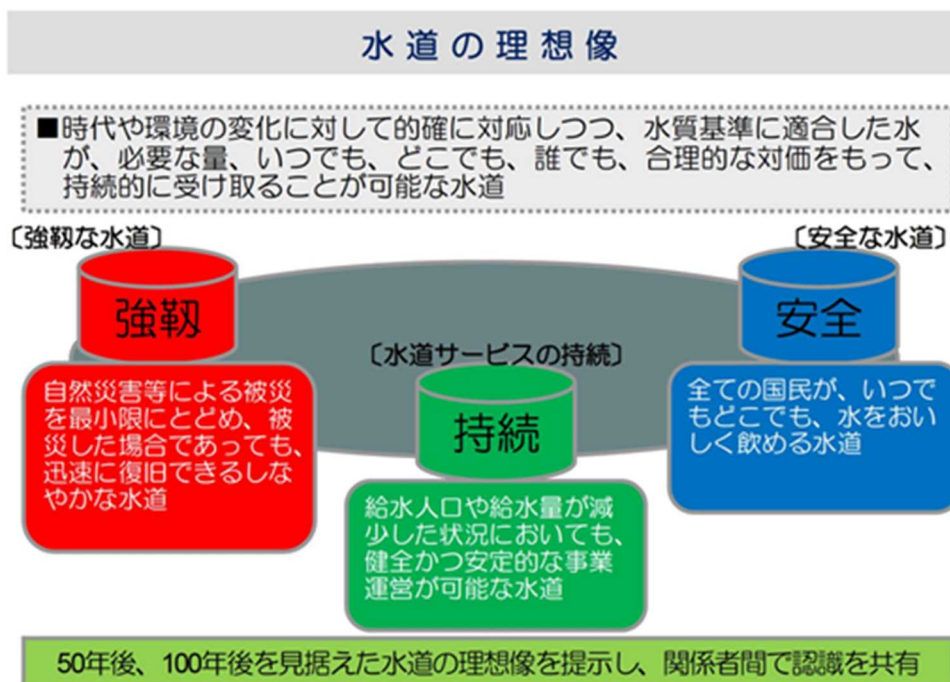 水道の理想像
■時代や環境の変化に対して的確に対応しつつ、水質基準に適合した水
が、必要な量、いつでも、どこでも、誰でも、合理的な対価をもって、
持続的に受け取ることが可能な水道
〔強靭な水道〕
強靱
自然災害等による被災
を最小限にとどめ、被
災した場合であっても、
迅速に復旧できるしな
やかな水道
〔水道サービスの持続〕
持続
給水人口や給水量が減
少した状況においても、
健全かつ安定的な事業
運営が可能な水道
〔安全な水道〕
安全
全ての国民が、いつで
もどこでも、水をおい
しく飲める水道
50年後、100年後を見据えた水道の理想像を提示し、関係者間で認識を共有